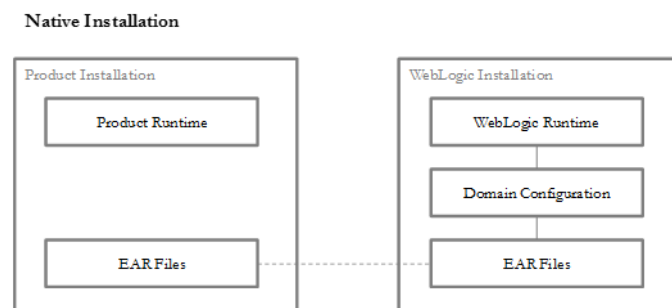 Native Installation
Product Installation
Product Runtime
EAR Files
WebLogic Installation
WebLogic Runtime
Domain Configuration
EAR Files